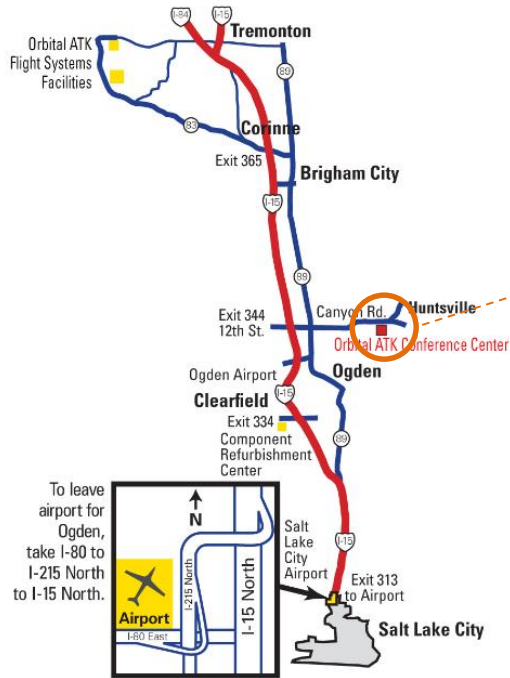 I-84
I-15
Tremonton
Orbital ATK
Flight Systems
Facilities
89
83
Corinne
Exit 365
Brigham City
I-15
89
Exit 344
12th St.
Canyon Rd.
Huntsville
Orbital ATK Conference Center
Ogden Airport
Ogden
I-15
Clearfield
Exit 334
Component
Refurbishment
Center
89
To leave
airport for
Ogden,
take I-80 to
I-215 North
to I-15 North.
N
Airport
I-80 East
I-215 North
I-15 North
Salt
Lake
City
Airport
I-15
Exit 313
to Airport
Salt Lake City